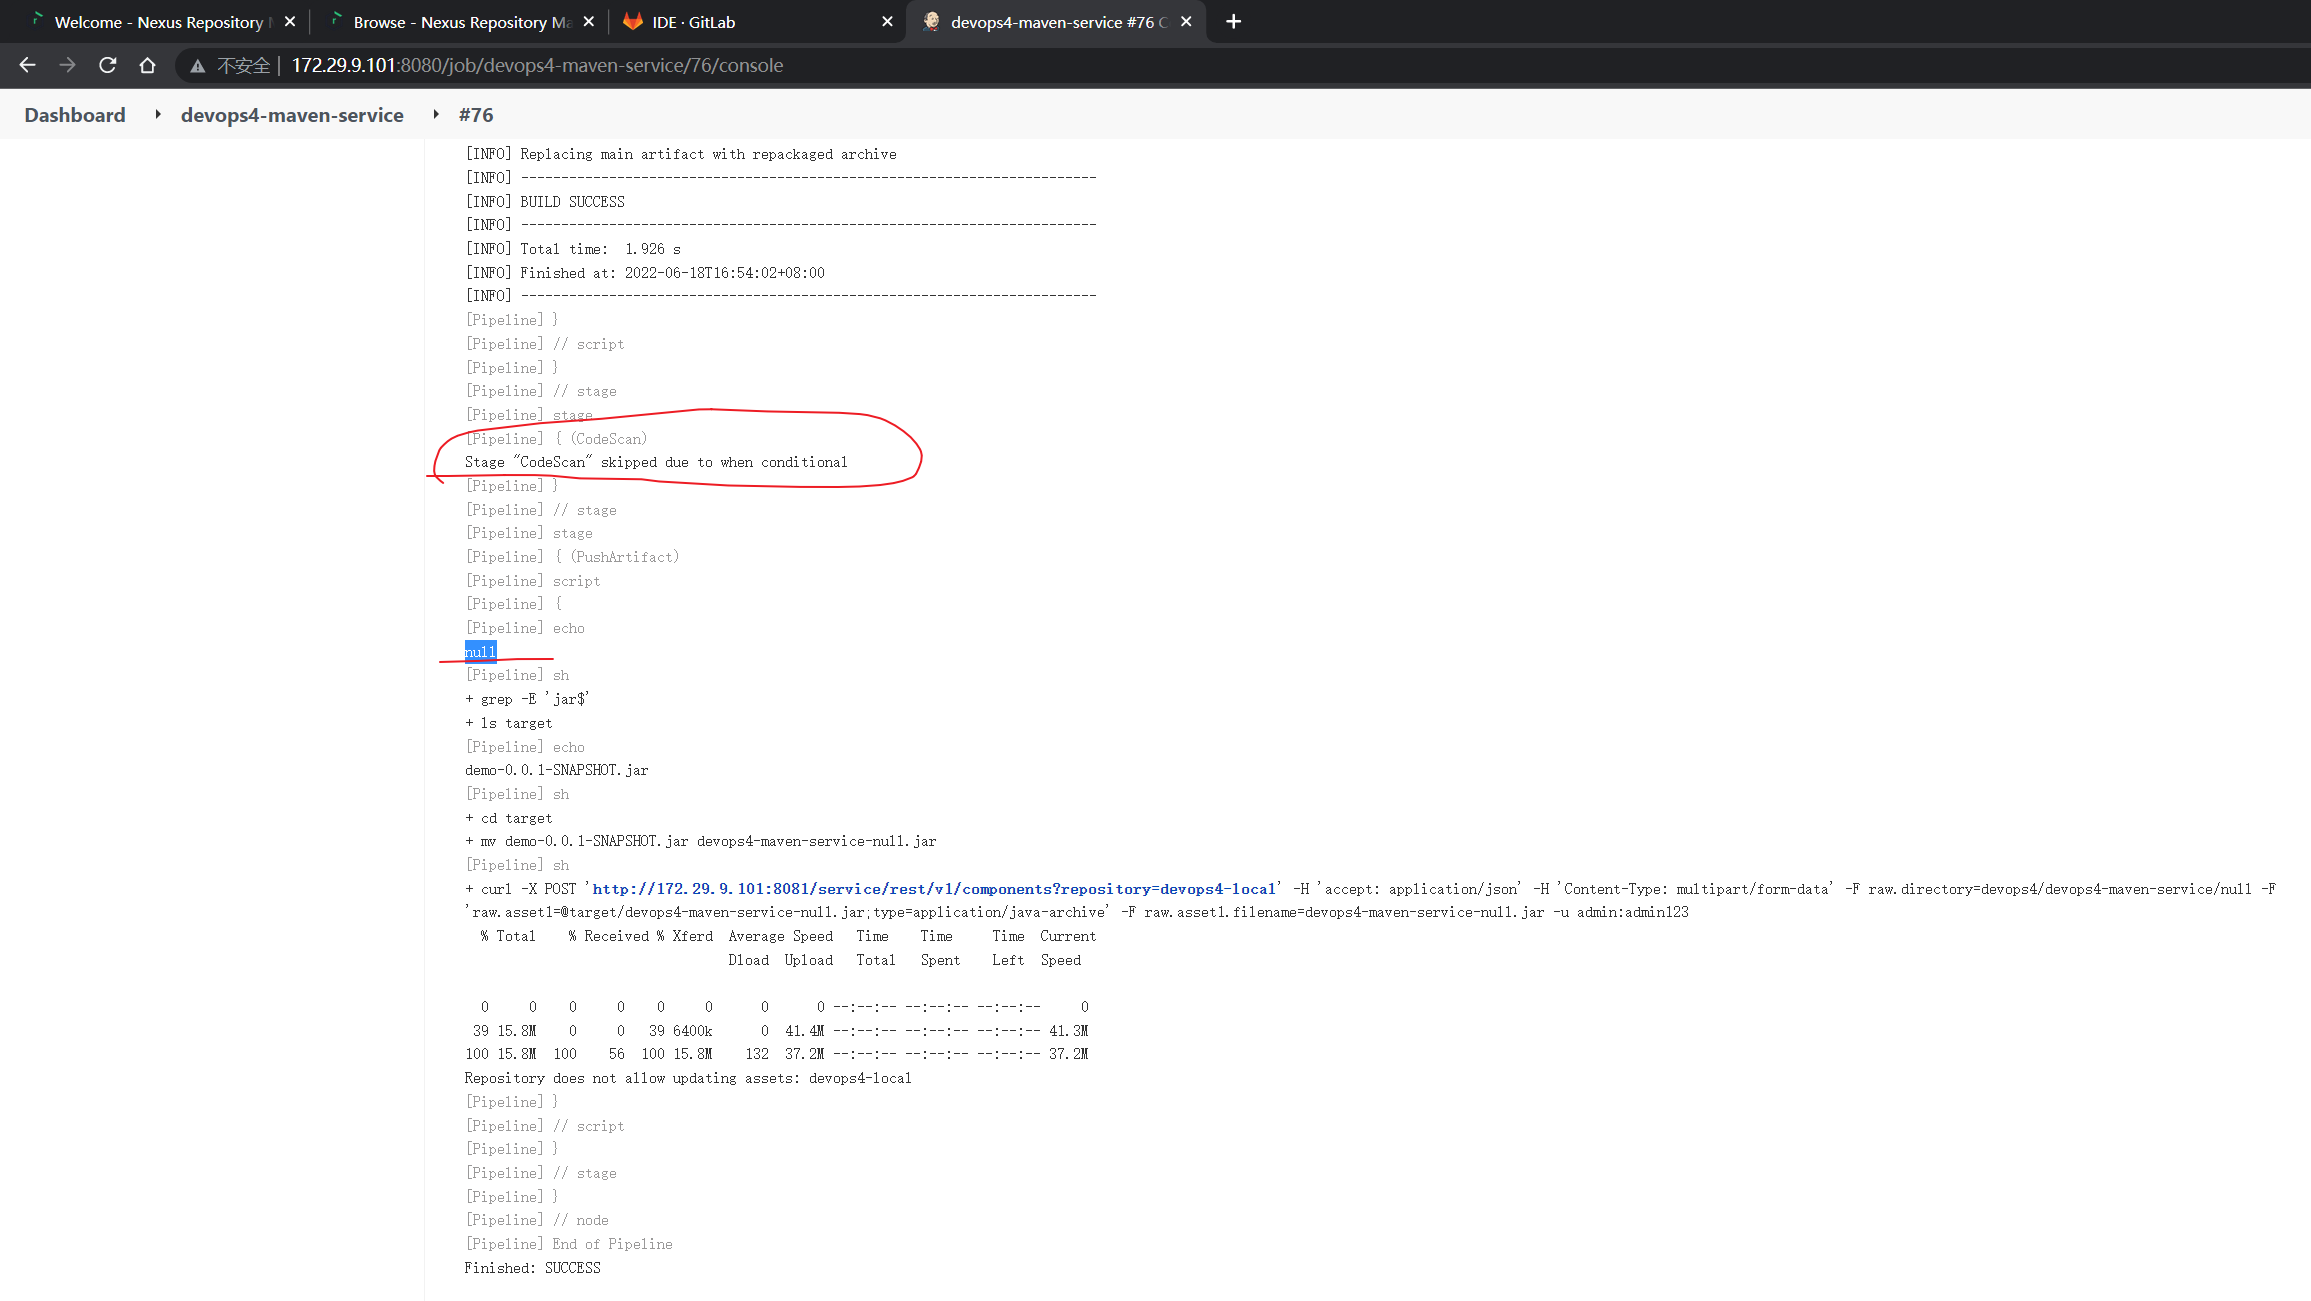 Welcome - Nexus Repository M
Browse - Nexus Repository Ma
IDE · GitLab
devops4-maven-service #76 C
不安全 | 172.29.9.101:8080/job/devops4-maven-service/76/console
Dashboard
devops4-maven-service
#76
[INFO] Replacing main artifact with repackaged archive
[INFO] ------------------------------------------------------------------------
[INFO] BUILD SUCCESS
[INFO] ------------------------------------------------------------------------
[INFO] Total time:  1.926 s
[INFO] Finished at: 2022-06-18T16:54:02+08:00
[INFO] ------------------------------------------------------------------------
[Pipeline] }
[Pipeline] // script
[Pipeline] }
[Pipeline] // stage
[Pipeline] stage
[Pipeline] { (CodeScan)
Stage "CodeScan" skipped due to when conditional
[Pipeline] }
[Pipeline] // stage
[Pipeline] stage
[Pipeline] { (PushArtifact)
[Pipeline] script
[Pipeline] {
[Pipeline] echo
null
[Pipeline] sh
+ grep -E 'jar$'
+ ls target
[Pipeline] echo
demo-0.0.1-SNAPSHOT.jar
[Pipeline] sh
+ cd target
+ mv demo-0.0.1-SNAPSHOT.jar devops4-maven-service-null.jar
[Pipeline] sh
+ curl -X POST 'http://172.29.9.101:8081/service/rest/v1/components?repository=devops4-local' -H 'accept: application/json' -H 'Content-Type: multipart/form-data' -F raw.directory=devops4/devops4-maven-service/null -F
'raw.asset1=@target/devops4-maven-service-null.jar;type=application/java-archive' -F raw.asset1.filename=devops4-maven-service-null.jar -u admin:admin123
% Total    % Received % Xferd  Average Speed   Time    Time     Time  Current
Dload  Upload   Total   Spent    Left  Speed
0     0    0     0    0     0      0      0 --:--:-- --:--:-- --:--:--     0
39 15.8M    0     0   39 6400k      0  41.4M --:--:-- --:--:-- --:--:-- 41.3M
100 15.8M  100    56  100 15.8M    132  37.2M --:--:-- --:--:-- --:--:-- 37.2M
Repository does not allow updating assets: devops4-local
[Pipeline] }
[Pipeline] // script
[Pipeline] }
[Pipeline] // stage
[Pipeline] }
[Pipeline] // node
[Pipeline] End of Pipeline
Finished: SUCCESS